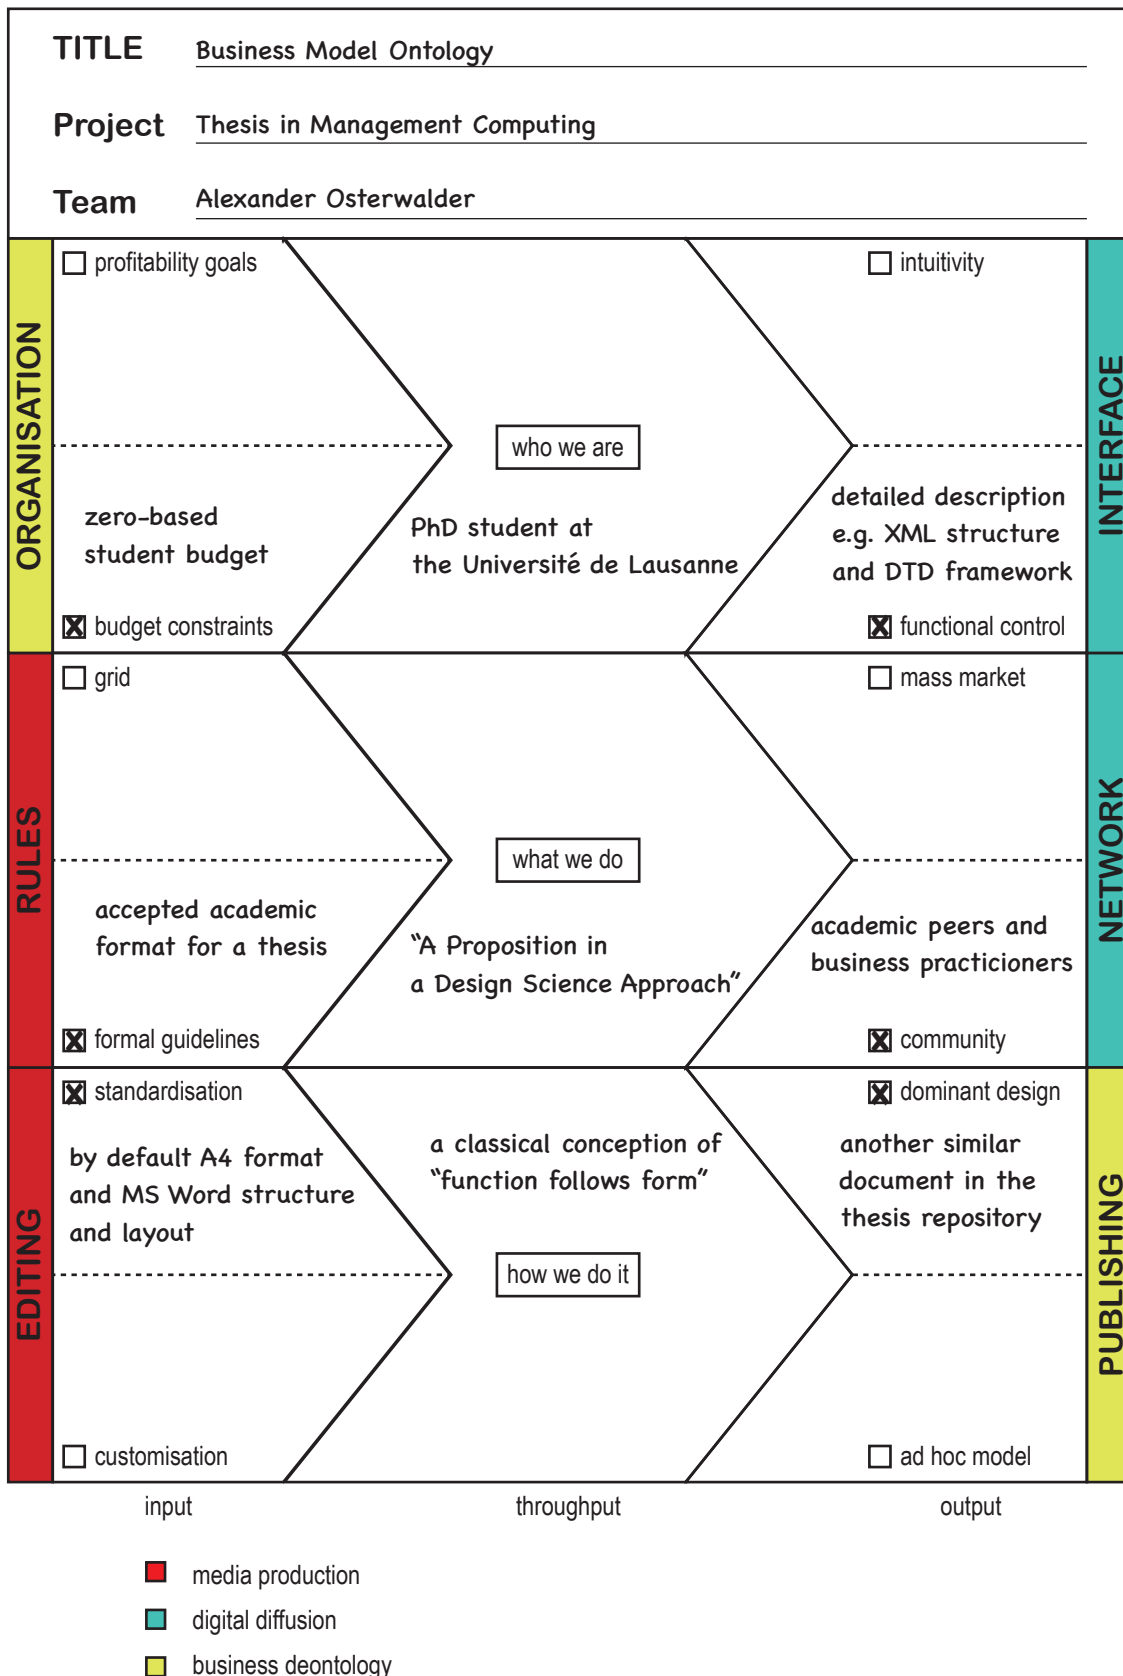 TITLE Business Model Ontology
Project Thesis in Management Computing
Team Alexander Osterwalder
ORGANISATION
profitability goals
zero-based
student budget
budget constraints
who we are
PhD student at
the Université de Lausanne
intuitivity
detailed description
e.g. XML structure
and DTD framework
functional control
INTERFACE
RULES
grid
accepted academic
format for a thesis
formal guidelines
what we do
“A Proposition in
a Design Science Approach”
mass market
academic peers and
business practicioners
community
NETWORK
EDITING
standardisation
by default A4 format
and MS Word structure
and layout
customisation
a classical conception of
“function follows form”
how we do it
dominant design
another similar
document in the
thesis repository
ad hoc model
PUBLISHING
input
throughput
output
media production
digital diffusion
business deontology